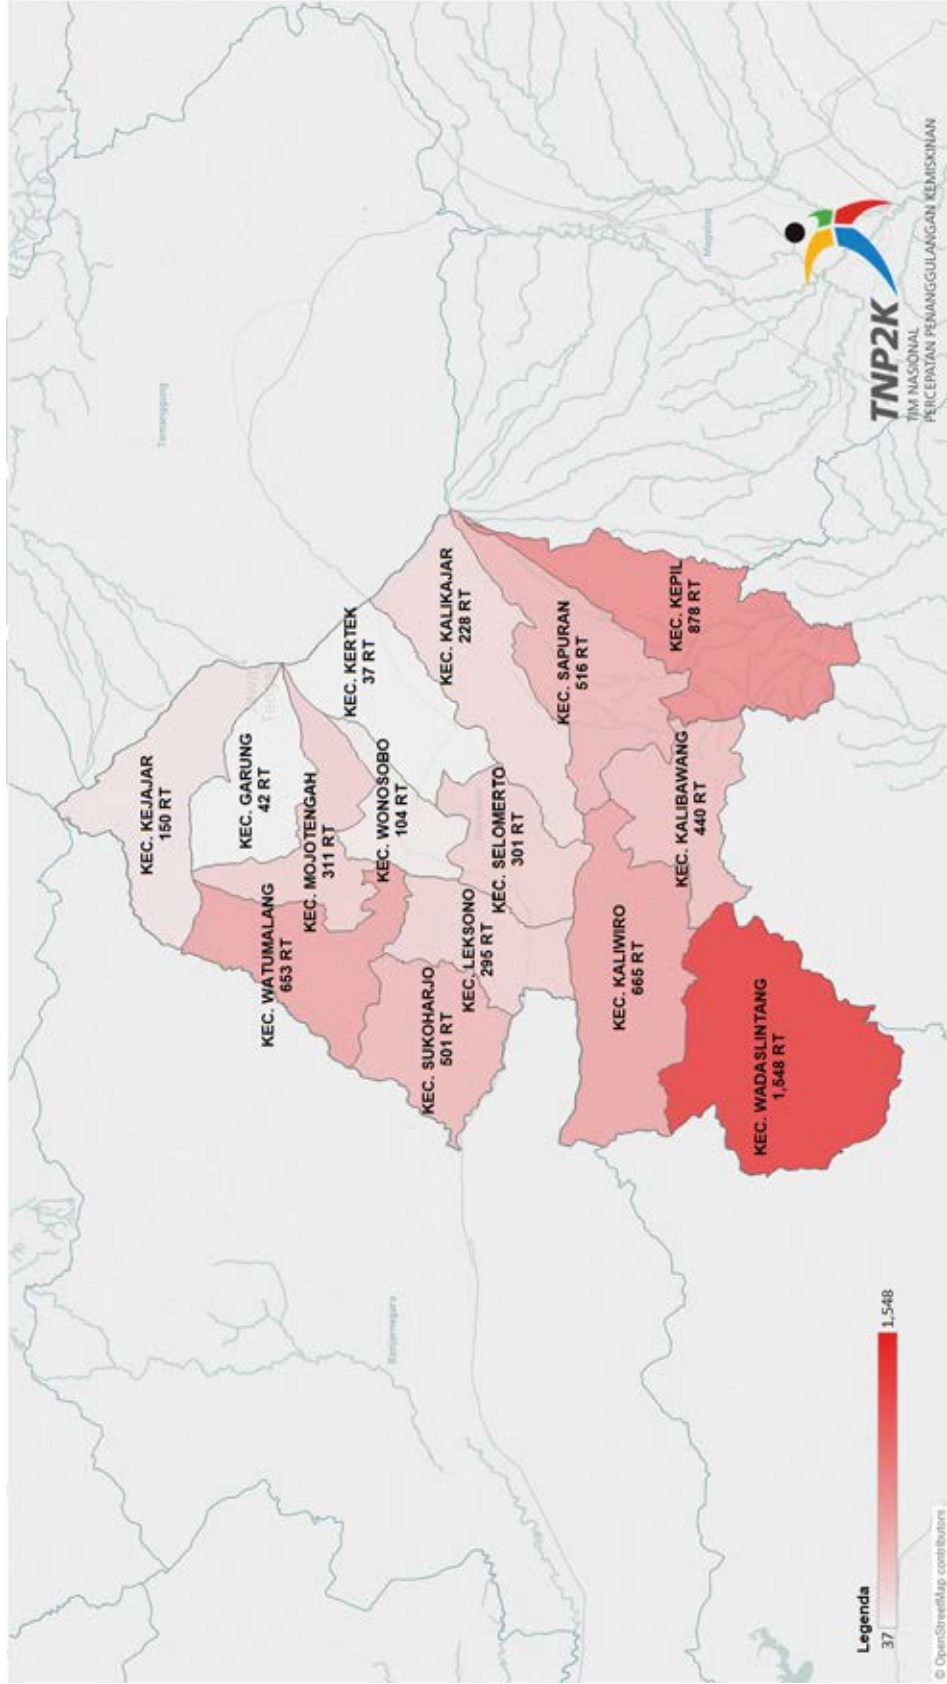 KEC. KEJAJAR
150 RT
Temanggung
KEC. GARUNG
42 RT
KEC. WATUMALANG
653 RT
KEC. MOJOTENGAH
311 RT
KEC. KERTEK
37 RT
KEC. WONOSOBO
104 RT
Banjarnegara
KEC. SUKOHARJO
501 RT
KEC. KALIKAJAR
228 RT
KEC. LEKSONO
295 RT
KEC. SELOMERTO
301 RT
KEC. SAPURAN
516 RT
KEC. KALIWIRO
665 RT
KEC. KALIBAWANG
440 RT
KEC. KEPIL
878 RT
Magelang
KEC. WADASLINTANG
1,548 RT
Legenda
37
1,548
TNP2K
TIM NASIONAL
PERCEPATAN PENANGGULANGAN KEMISKINAN
© OpenStreetMap contributors